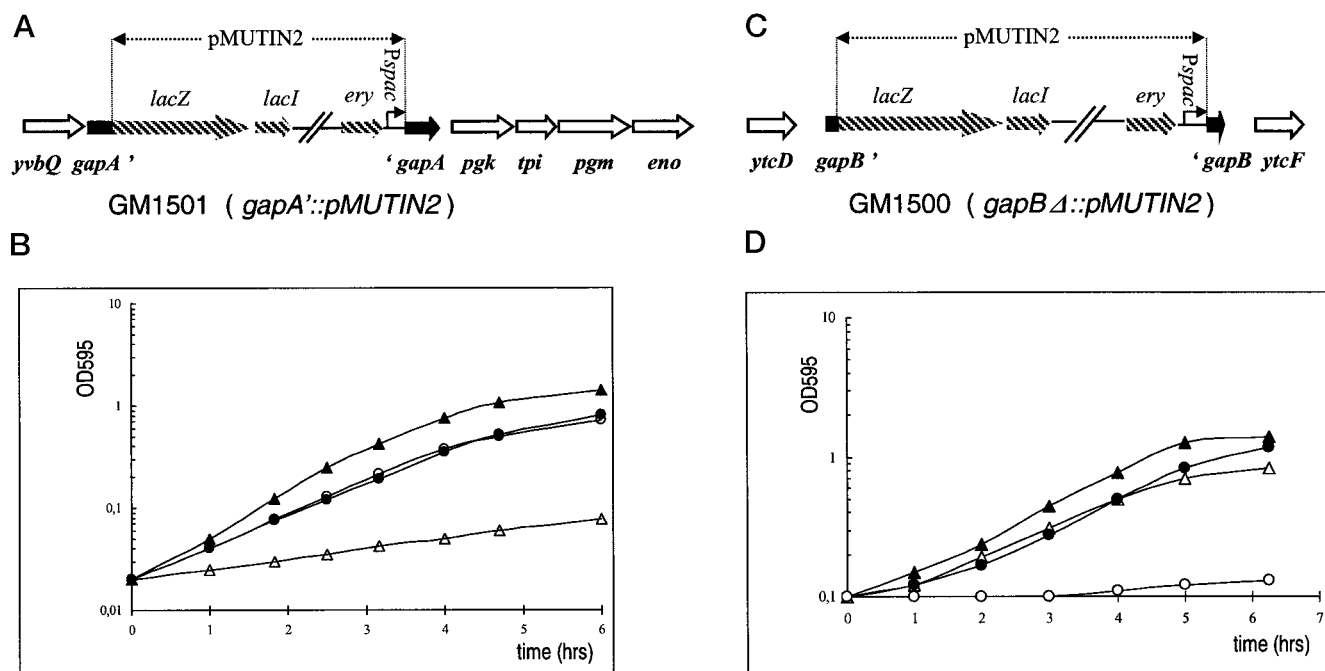 A
pMUTIN2
Pspac
lacZ
lacI
ery
yvbQ gapA ' ‘ gapA pgk tpi pgm eno
GM1501 ( gapA'::pMUTIN2 )
B
10
1
0,1
0,01
OD595
0 1 2 3 4 5 6
time (hrs)
C
pMUTIN2
Pspac
lacZ
lacI
ery
ytcD gapB ' ‘ gapB ytcF
GM1500 ( gapBΔ::pMUTIN2 )
D
10
1
0,1
OD595
0 1 2 3 4 5 6 7
time (hrs)